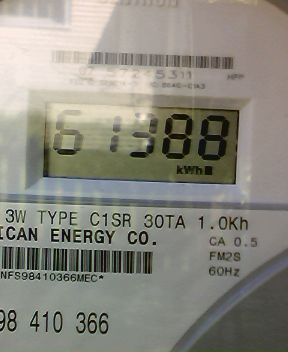 61388
kWh
3W TYPE C1SR 30TA 1.0Kh
ICAN ENERGY CO.
CA 0.5
FM2S
NFS98410366MEC*
60Hz
98 410 366